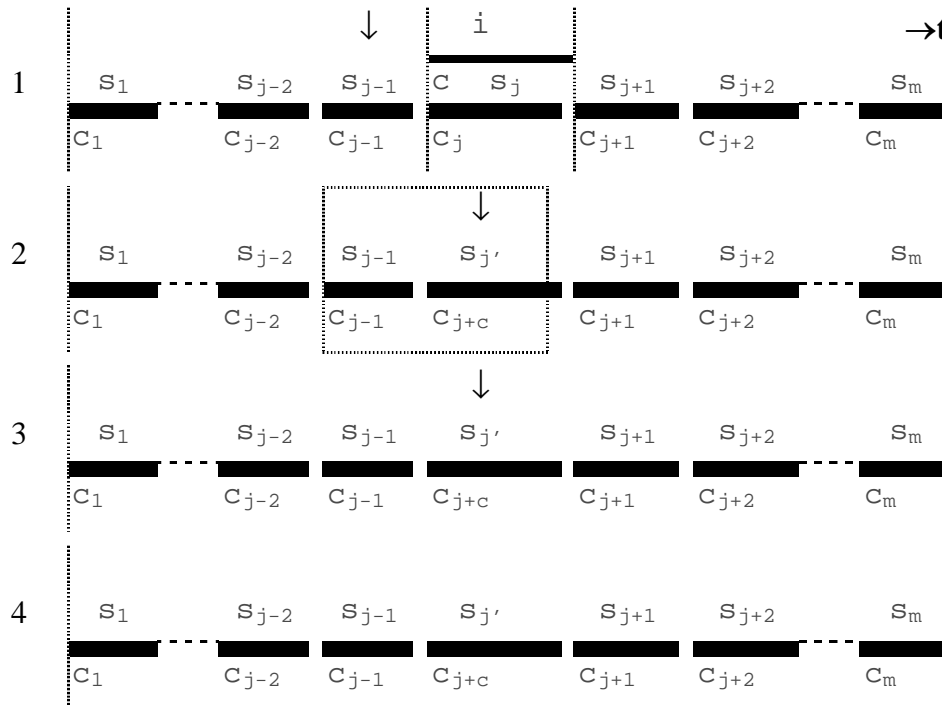 ↓ i →t
1 s₁ sⱼ₋₂ sⱼ₋₁ c sⱼ sⱼ₊₁ sⱼ₊₂ sₘ
c₁ cⱼ₋₂ cⱼ₋₁ cⱼ cⱼ₊₁ cⱼ₊₂ cₘ
↓
2 s₁ sⱼ₋₂ sⱼ₋₁ sⱼ′ sⱼ₊₁ sⱼ₊₂ sₘ
c₁ cⱼ₋₂ cⱼ₋₁ c_{j+c} cⱼ₊₁ cⱼ₊₂ cₘ
↓
3 s₁ sⱼ₋₂ sⱼ₋₁ sⱼ′ sⱼ₊₁ sⱼ₊₂ sₘ
c₁ cⱼ₋₂ cⱼ₋₁ c_{j+c} cⱼ₊₁ cⱼ₊₂ cₘ
4 s₁ sⱼ₋₂ sⱼ₋₁ sⱼ′ sⱼ₊₁ sⱼ₊₂ sₘ
c₁ cⱼ₋₂ cⱼ₋₁ c_{j+c} cⱼ₊₁ cⱼ₊₂ cₘ